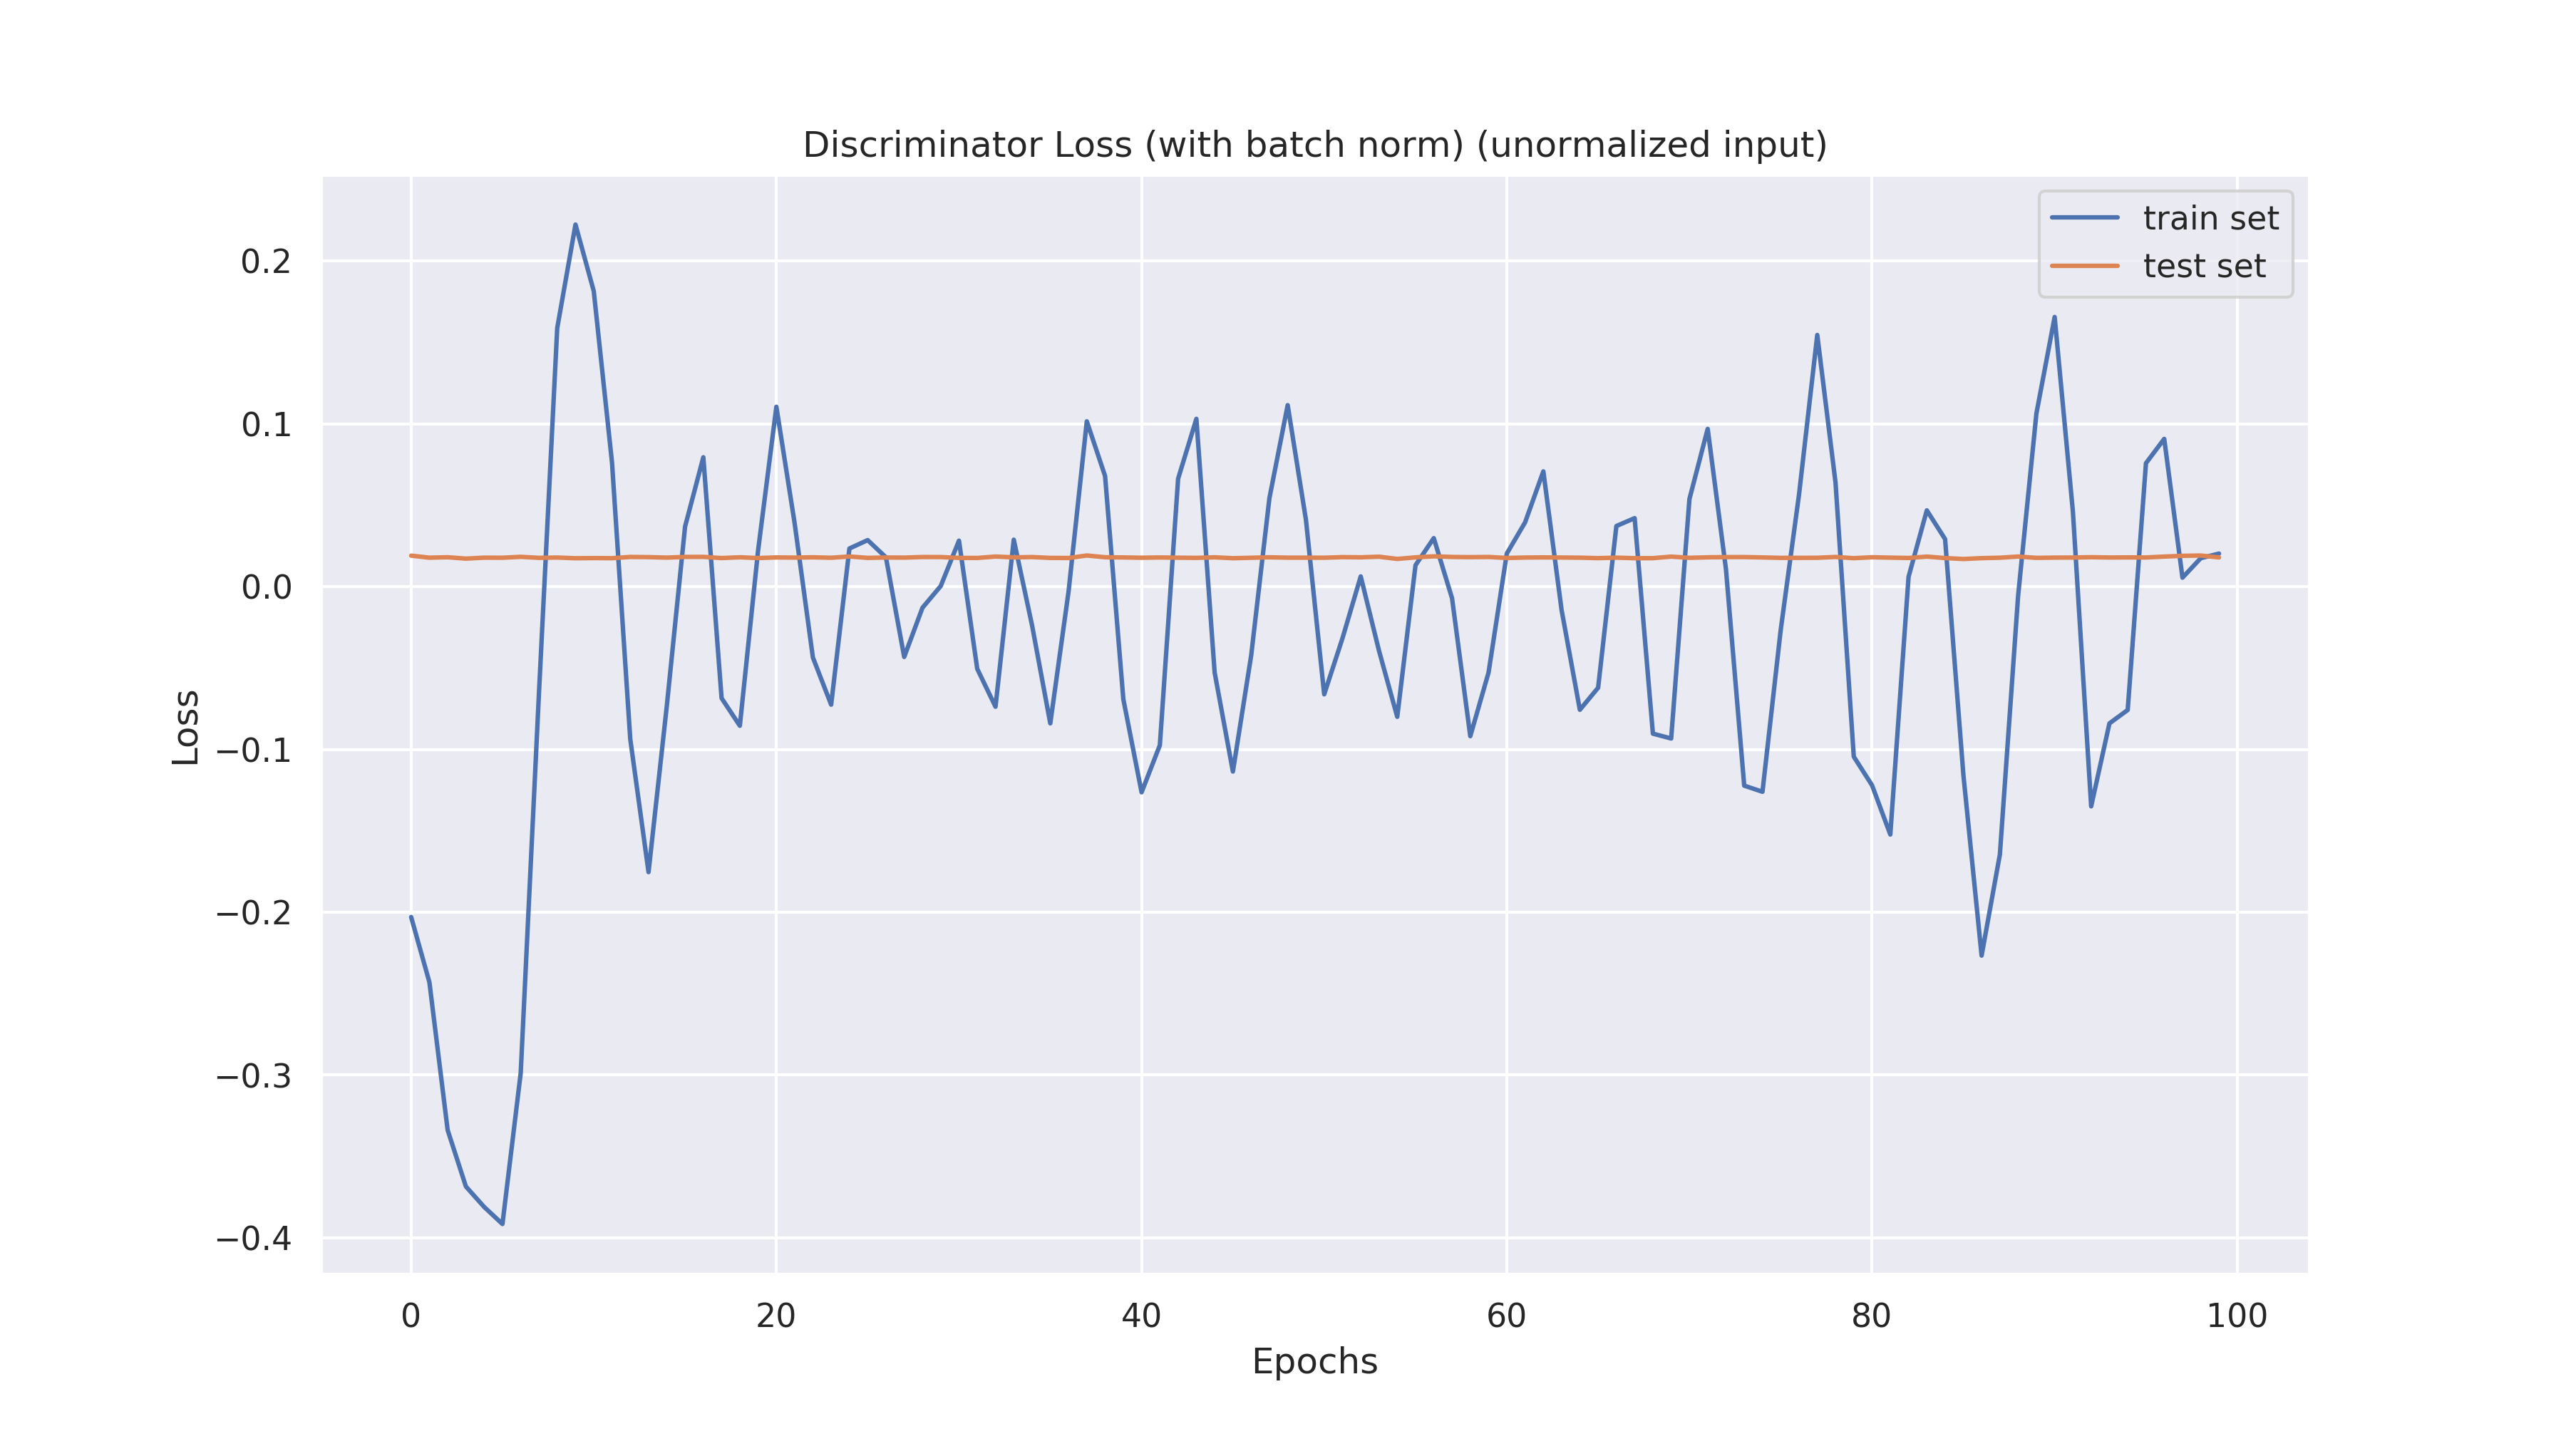 Discriminator Loss (with batch norm) (unormalized input)
train set
test set
0.2
0.1
0.0
−0.1
−0.2
−0.3
−0.4
Loss
0 20 40 60 80 100
Epochs